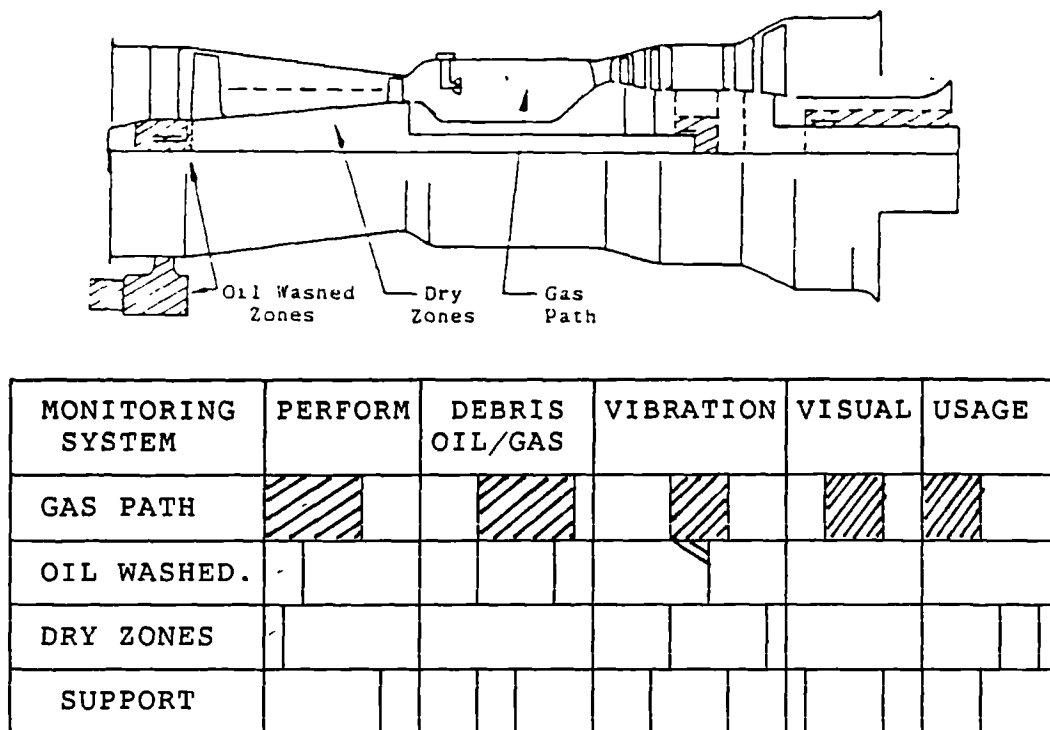 Oil Washed
Zones
Dry
Zones
Gas
Path
MONITORING
SYSTEM
PERFORM
DEBRIS
OIL/GAS
VIBRATION
VISUAL
USAGE
GAS PATH
OIL WASHED.
DRY ZONES
SUPPORT